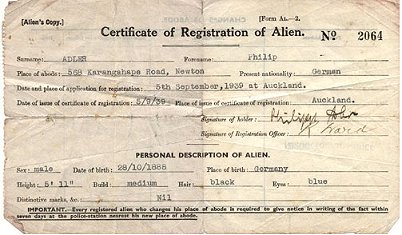 [Alien's Copy.] [Form An.—3.
Certificate of Registration of Alien. No 2064
Surname: ADLER Forename: Philip
Place of abode: 568 Karangahape Road, Newton Present nationality: German
Date and place of application for registration: 5th September, 1939 at Auckland.
Date of issue of certificate of registration: 5/9/39 Place of issue of certificate of registration: Auckland.
Signature of holder: Philipp Adler
Signature of Registration Officer:
PERSONAL DESCRIPTION OF ALIEN.
Sex: male Date of birth: 28/10/1888 Place of birth: Germany
Height: 5' 11" Build: medium Hair: black Eyes: blue
Distinctive marks, &c.: Nil
IMPORTANT.—Every registered alien who changes his place of abode is required to give notice in writing of the fact within
seven days at the police-station nearest his new place of abode.